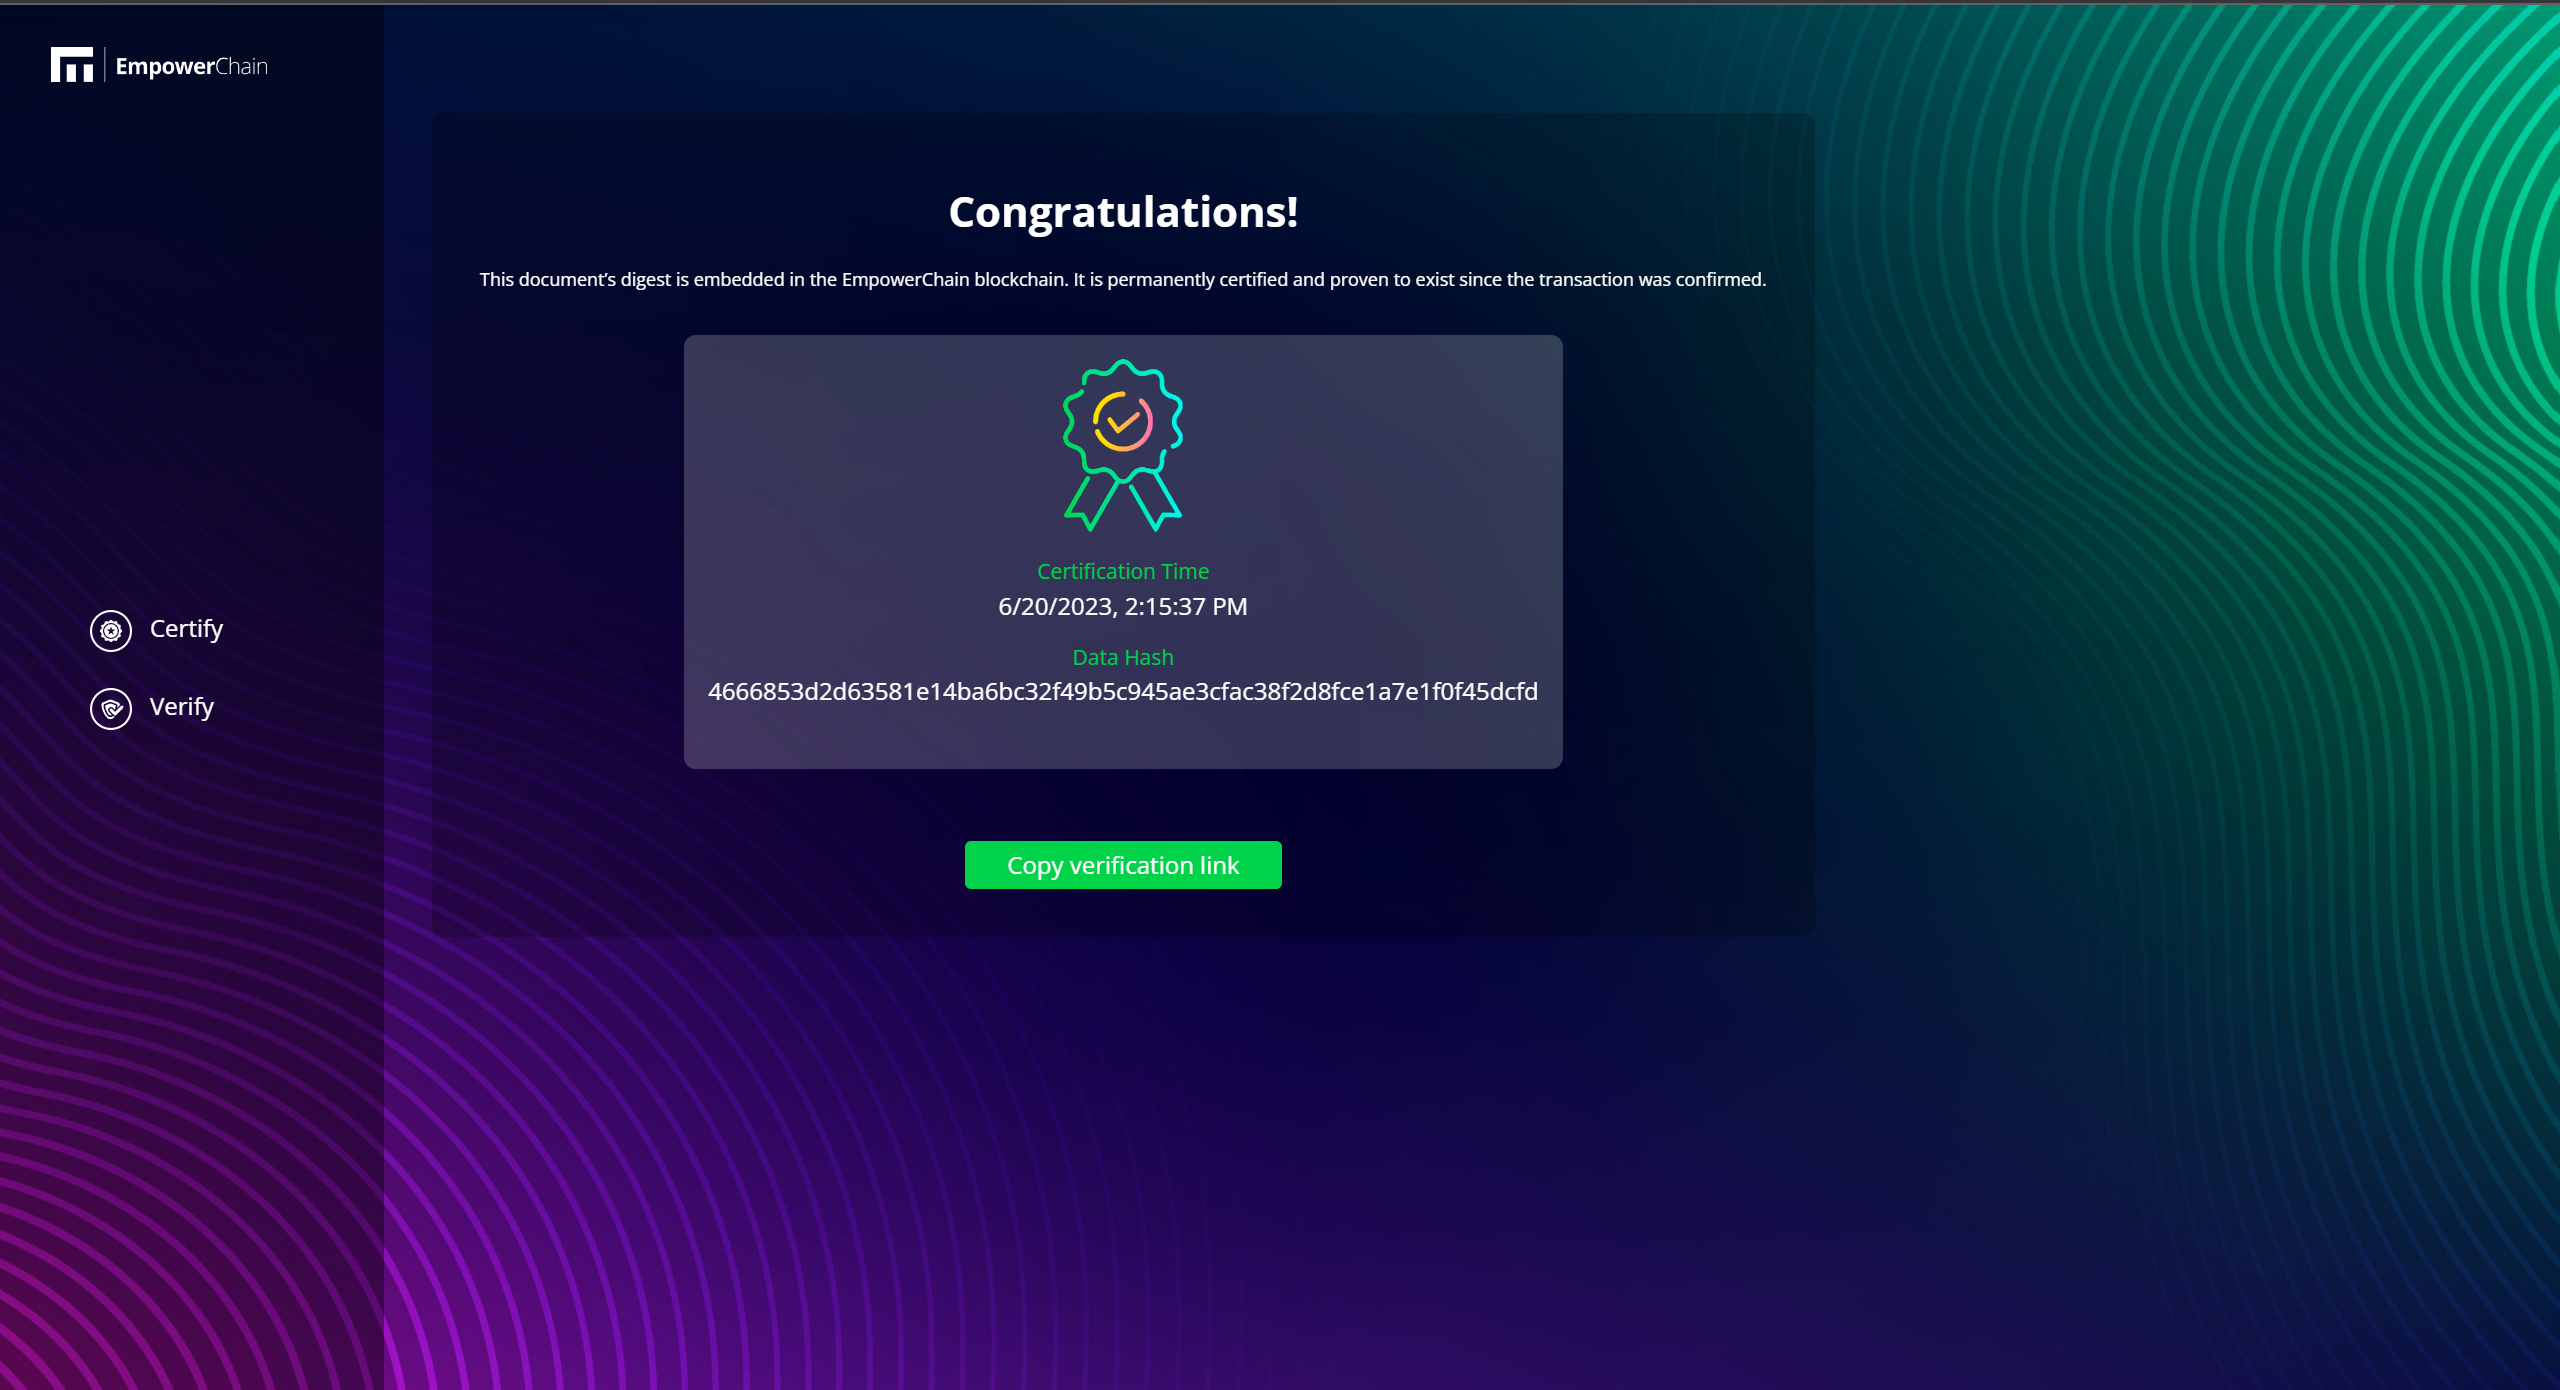 EmpowerChain
Congratulations!
This document’s digest is embedded in the EmpowerChain blockchain. It is permanently certified and proven to exist since the transaction was confirmed.
Certification Time
6/20/2023, 2:15:37 PM
Data Hash
4666853d2d63581e14ba6bc32f49b5c945ae3cfac38f2d8fce1a7e1f0f45dcfd
Certify
Verify
Copy verification link